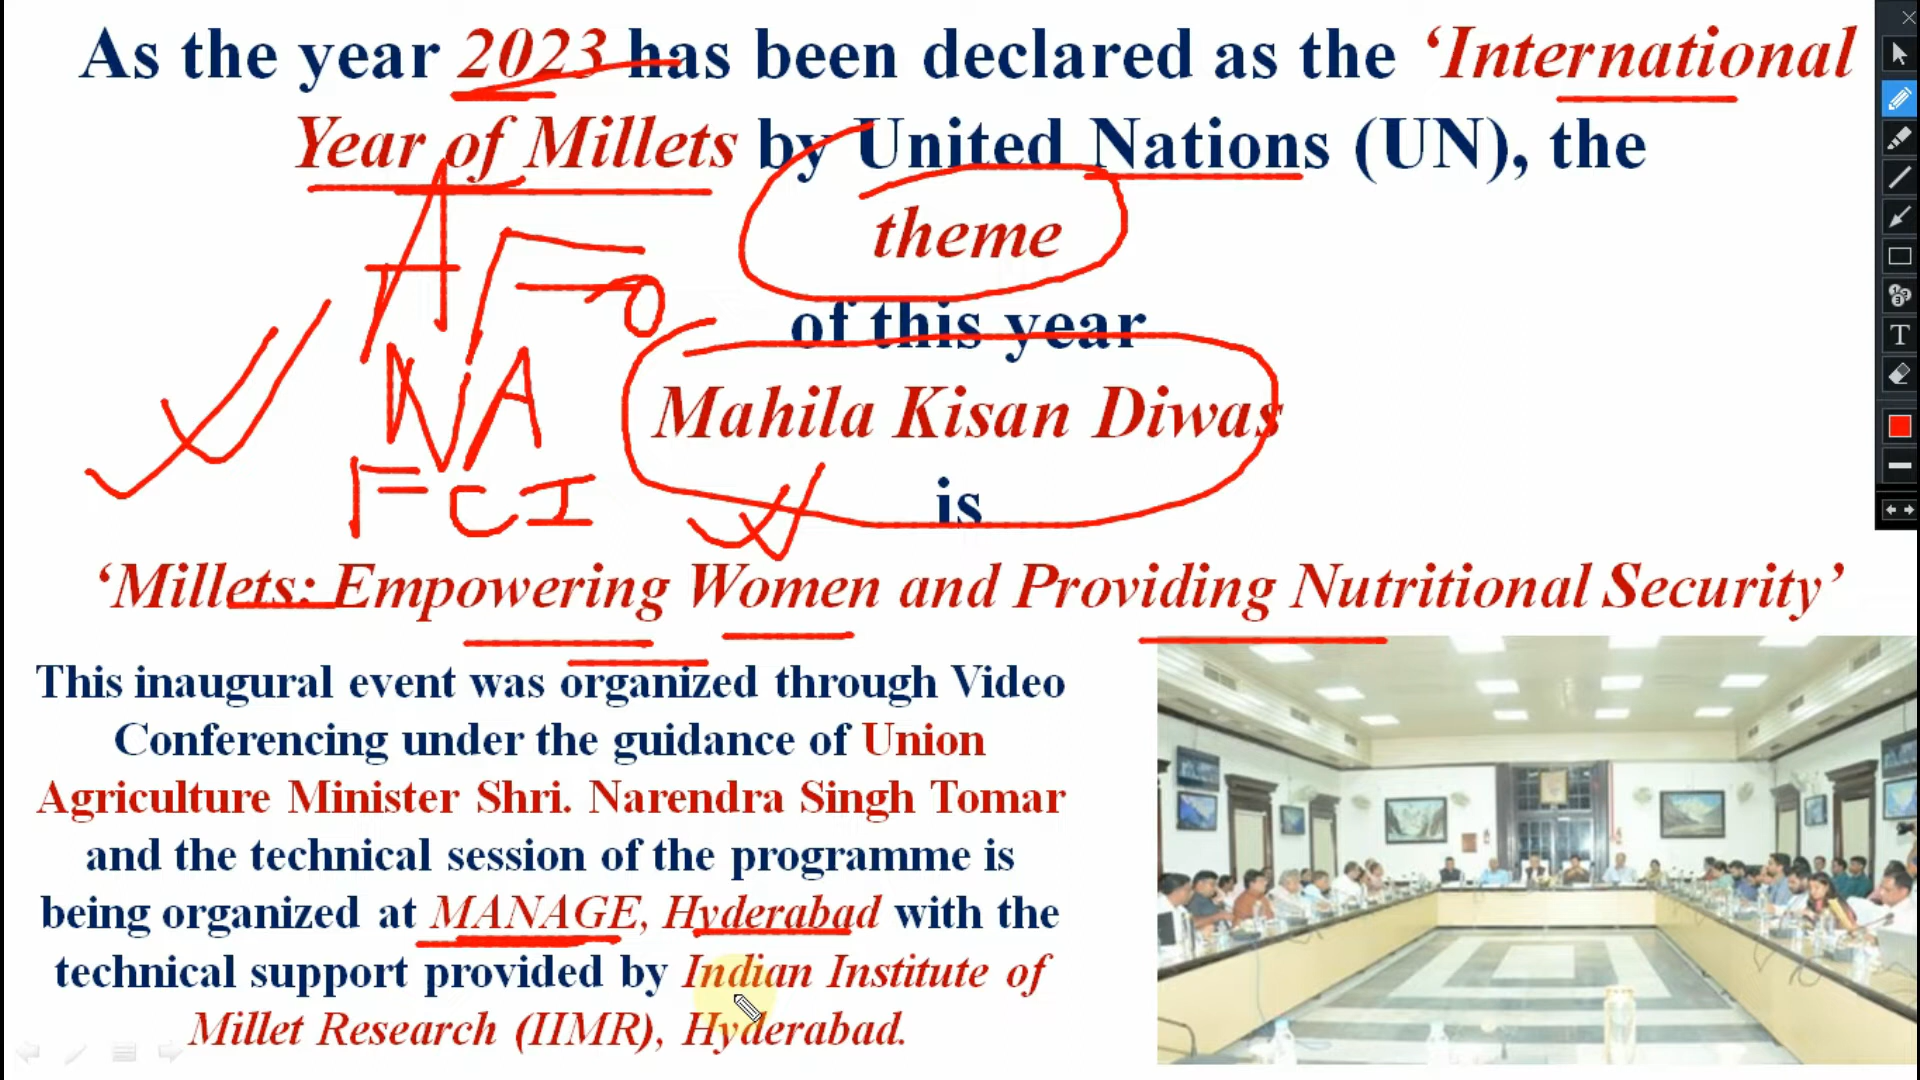 As the year 2023 has been declared as the ‘International
Year of Millets by United Nations (UN), the
theme
of this year
Mahila Kisan Diwas
is
AFO
NA
FCI
‘Millets: Empowering Women and Providing Nutritional Security’
This inaugural event was organized through Video
Conferencing under the guidance of Union
Agriculture Minister Shri. Narendra Singh Tomar
and the technical session of the programme is
being organized at MANAGE, Hyderabad with the
technical support provided by Indian Institute of
Millet Research (IIMR), Hyderabad.
T